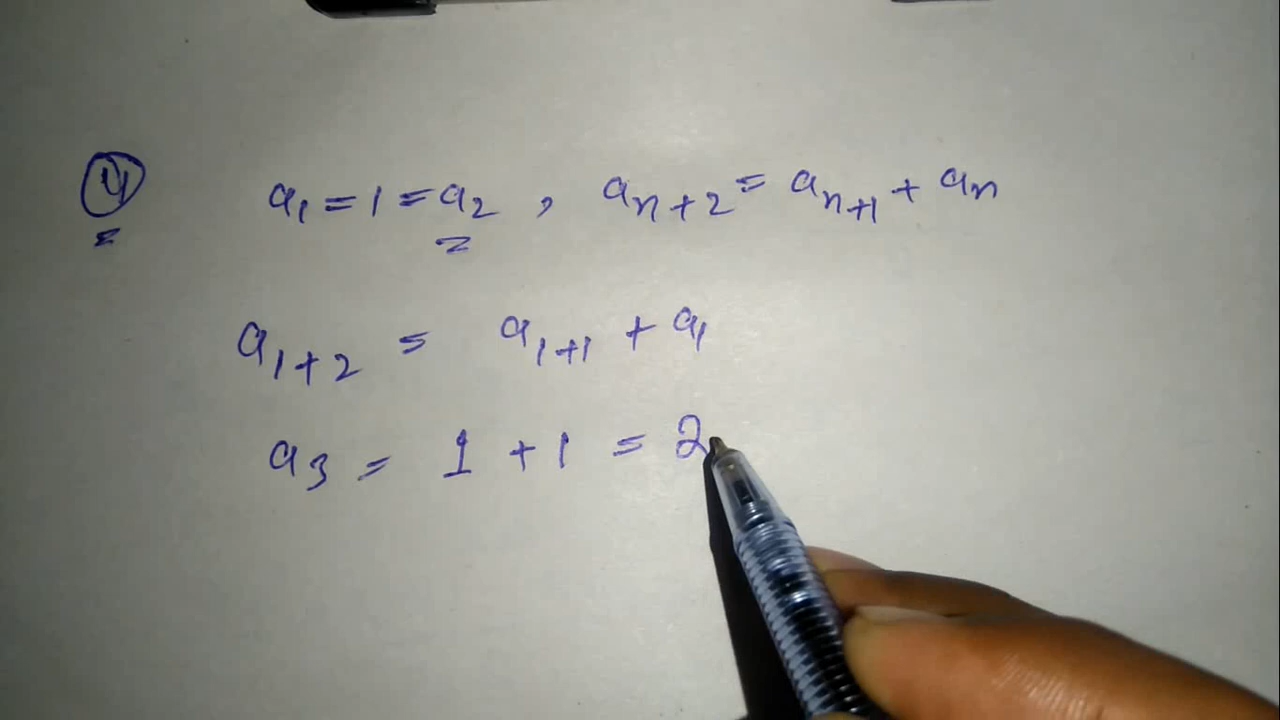 4 a₁ = 1 = a₂ , aₙ₊₂ = aₙ₊₁ + aₙ
a₁₊₂ = a₁₊₁ + a₁
a₃ = 1 + 1 = 2